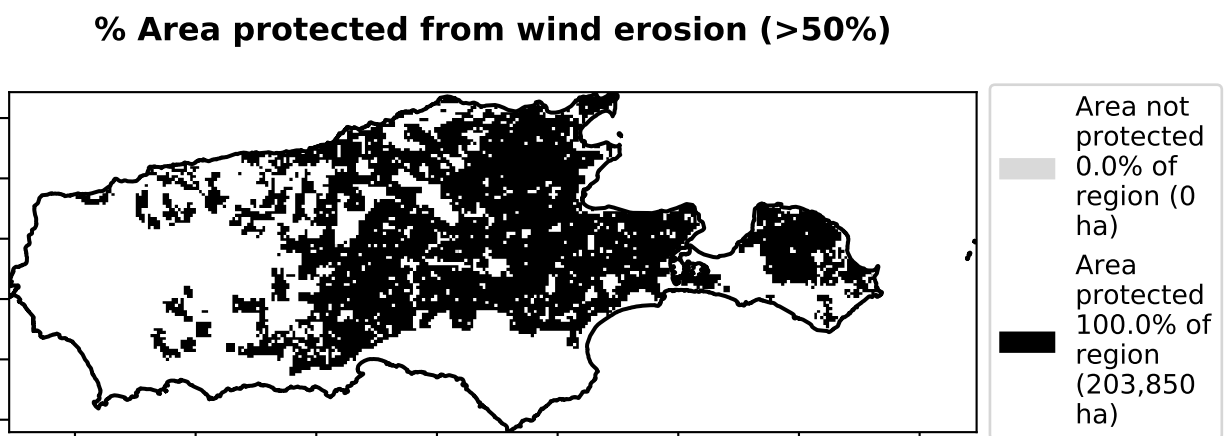 % Area protected from wind erosion (>50%)
Area not
protected
0.0% of
region (0
ha)
Area
protected
100.0% of
region
(203,850
ha)